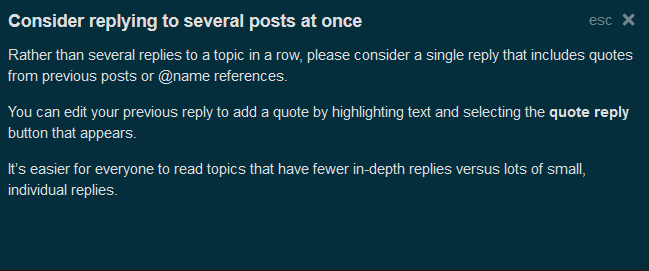 Consider replying to several posts at once
esc ✖
Rather than several replies to a topic in a row, please consider a single reply that includes quotes
from previous posts or @name references.
You can edit your previous reply to add a quote by highlighting text and selecting the quote reply
button that appears.
It’s easier for everyone to read topics that have fewer in-depth replies versus lots of small,
individual replies.